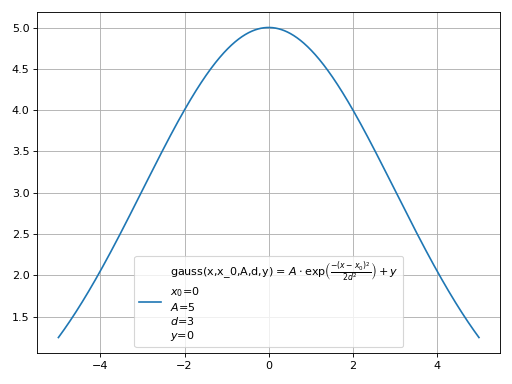 5.0
4.5
4.0
3.5
3.0
2.5
2.0
1.5
gauss(x,x_0,A,d,y) = A · exp(−(x − x₀)² / 2d²) + y
x₀=0
A=5
d=3
y=0
−4 −2 0 2 4